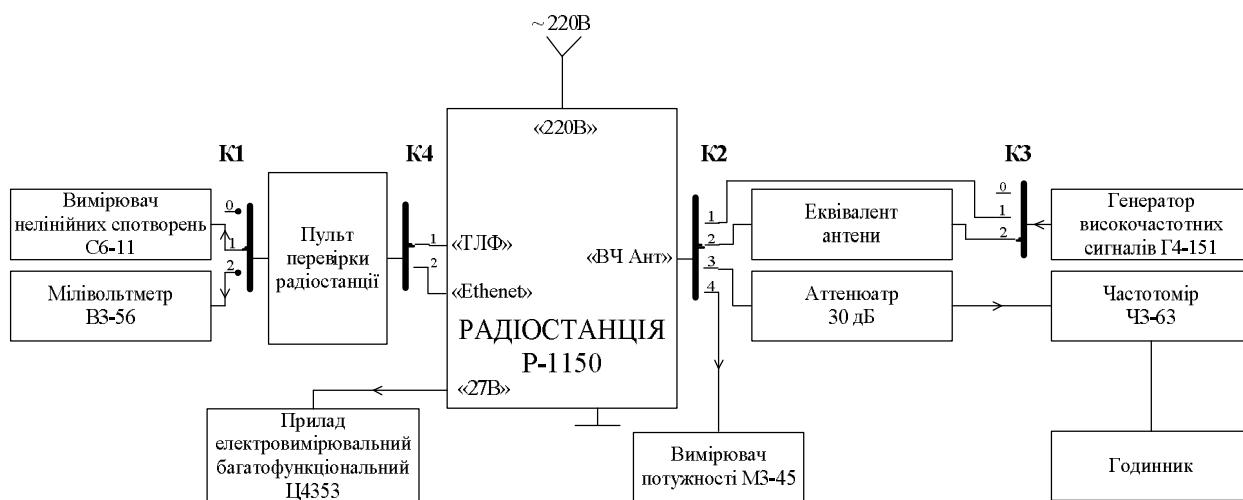 ~ 220В
«220В»
К1
К4
К2
К3
Вимірювач
нелінійних спотворень
С6-11
0
1
2
Мілівольтметр
В3-56
Пульт
перевірки
радіостанції
1
2
«ТЛФ»
«Ethenet»
«ВЧ Ант»
РАДІОСТАНЦІЯ
Р-1150
«27В»
1
2
3
4
Еквівалент
антени
0
1
2
Генератор
високочастотних
сигналів Г4-151
Аттенюатр
30 дБ
Частотомір
Ч3-63
Прилад
електровимірювальний
багатофункціональний
Ц4353
Вимірювач
потужності М3-45
Годинник